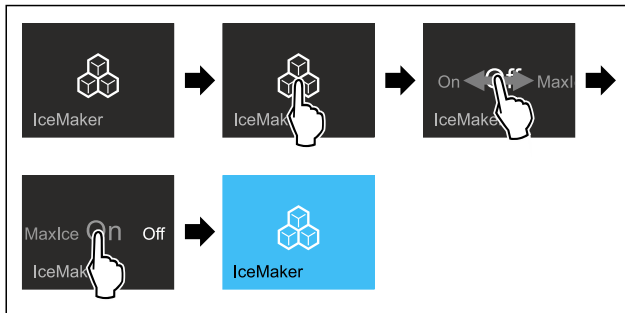 IceMaker
IceMak
On Off MaxI
IceMake
MaxIce On Off
IceMak
IceMaker